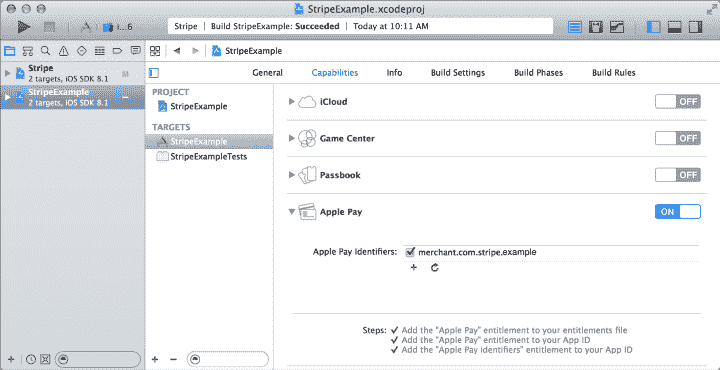 StripeExample.xcodeproj
i...6
Stripe | Build StripeExample: Succeeded | Today at 10:11 AM
StripeExample
Stripe
2 targets, iOS SDK 8.1
M
StripeExample
2 targets, iOS SDK 8.1
General Capabilities Info Build Settings Build Phases Build Rules
PROJECT
StripeExample
TARGETS
StripeExample
StripeExampleTests
iCloud OFF
Game Center OFF
Passbook OFF
Apple Pay ON
Apple Pay Identifiers: merchant.com.stripe.example
Steps: ✓ Add the "Apple Pay" entitlement to your entitlements file
✓ Add the "Apple Pay" entitlement to your App ID
✓ Add the "Apple Pay Identifiers" entitlement to your App ID